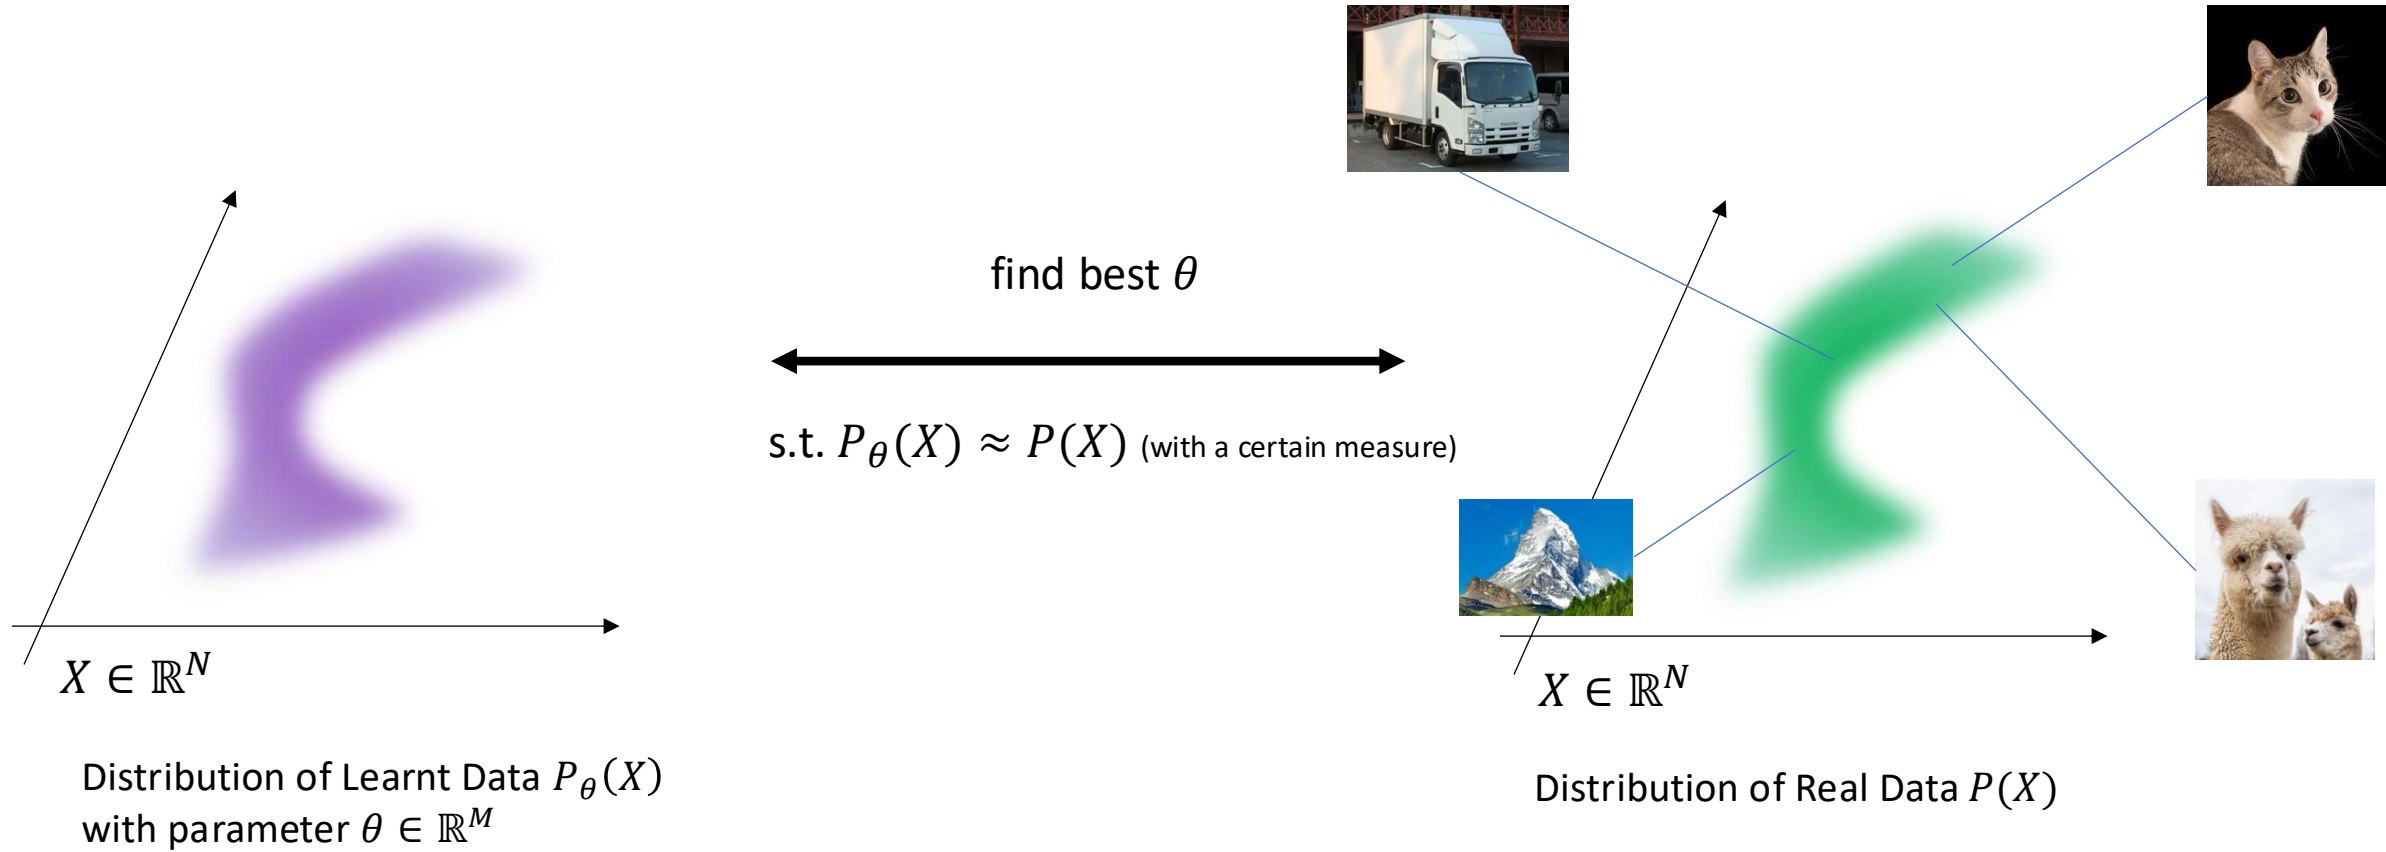 find best θ
s.t. P_θ(X) ≈ P(X) (with a certain measure)
X ∈ ℝ^N
Distribution of Learnt Data P_θ(X)
with parameter θ ∈ ℝ^M
X ∈ ℝ^N
Distribution of Real Data P(X)